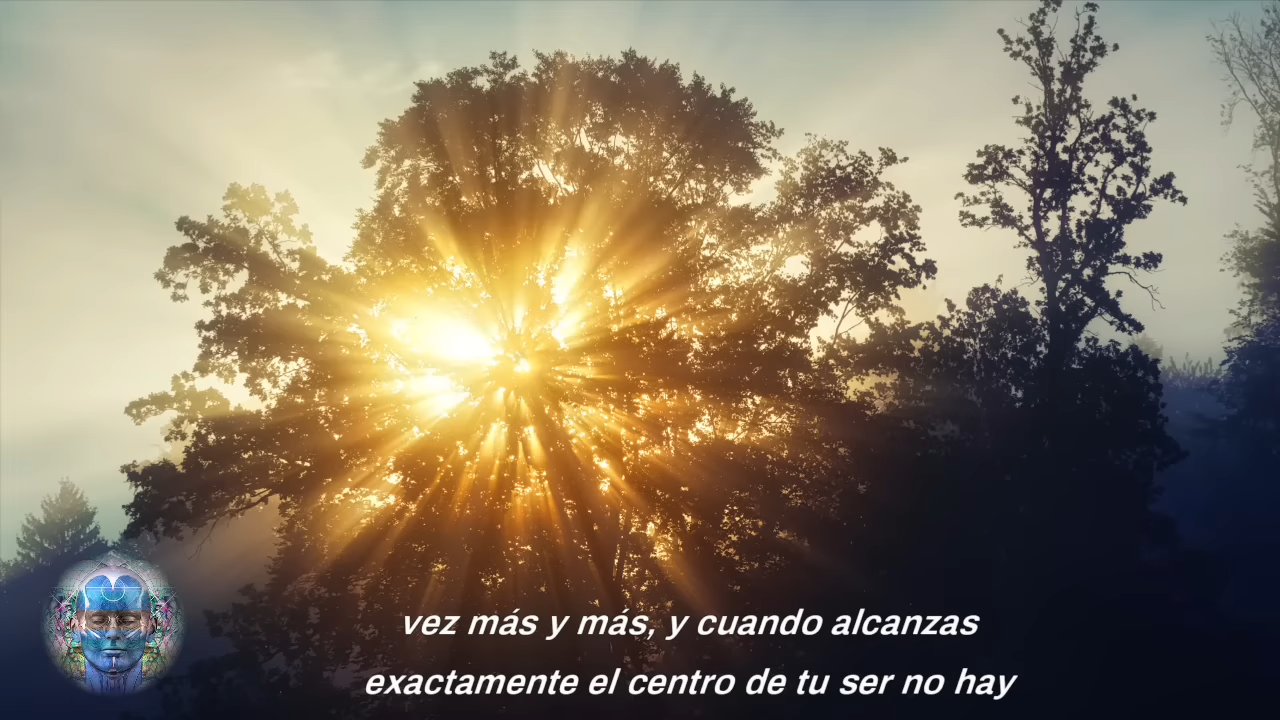 vez más y más, y cuando alcanzas
exactamente el centro de tu ser no hay